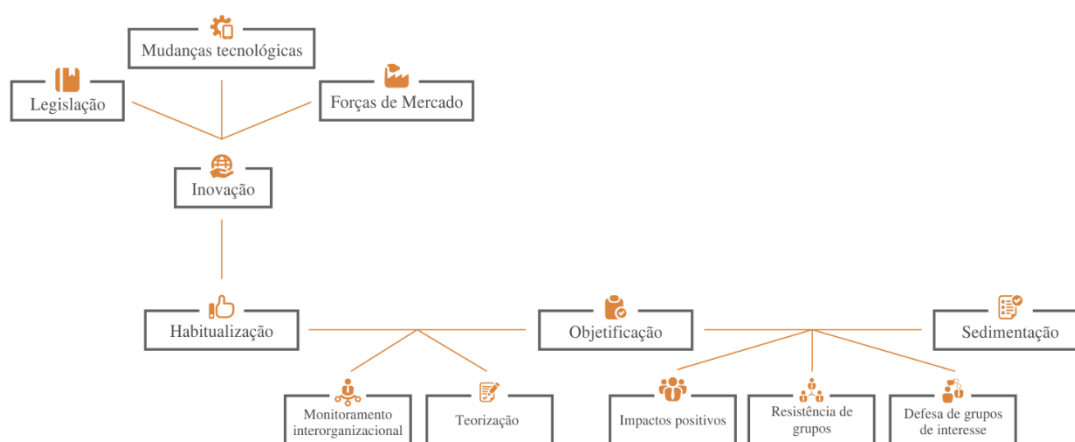 Mudanças tecnológicas
Legislação
Forças de Mercado
Inovação
Habitualização
Objetificação
Sedimentação
Monitoramento
interorganizacional
Teorização
Impactos positivos
Resistência de
grupos
Defesa de grupos
de interesse